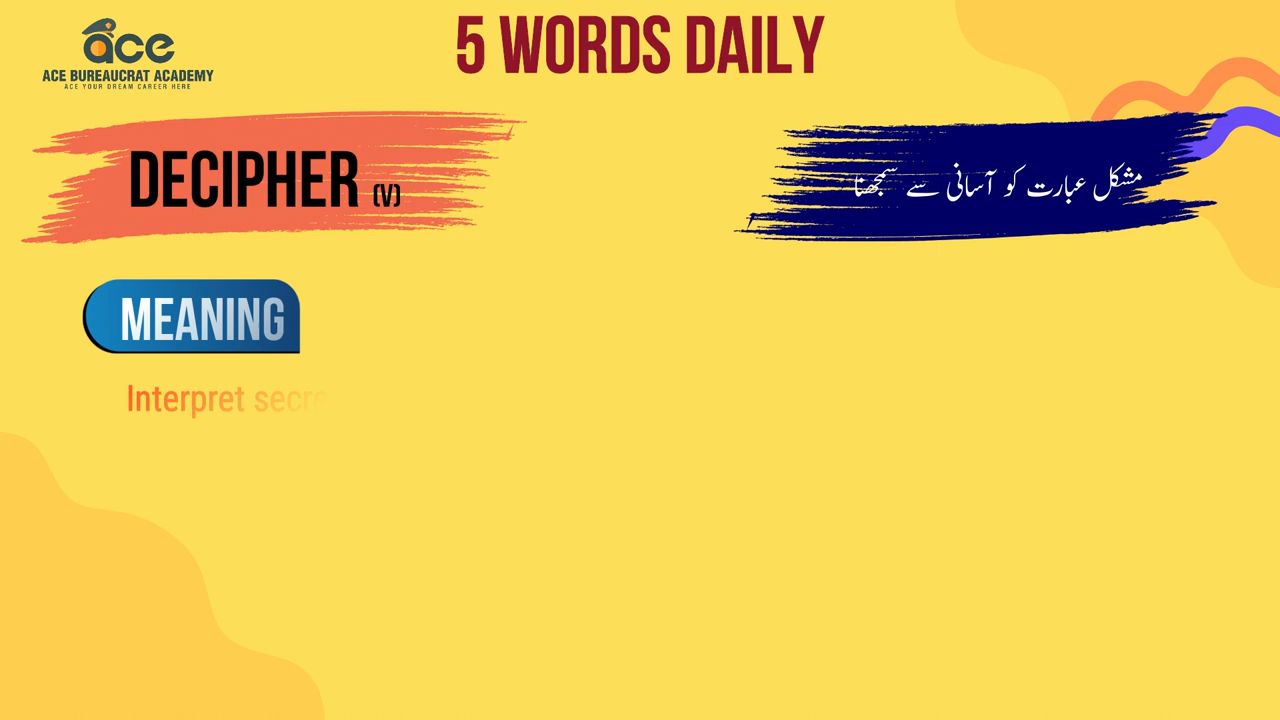 ace
ACE BUREAUCRAT ACADEMY
ACE YOUR DREAM CAREER HERE
5 WORDS DAILY
DECIPHER (V)
مشکل عبارت کو آسانی سے سمجھنا
MEANING
Interpret